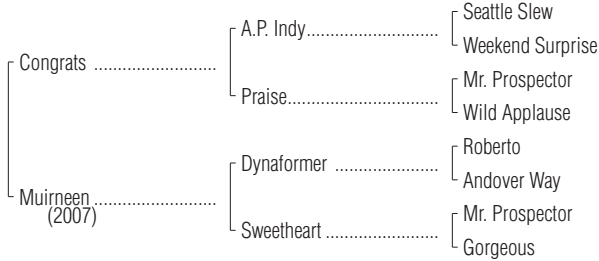 Seattle Slew
A.P. Indy..............................
Weekend Surprise
Congrats ...........................
Mr. Prospector
Praise..................................
Wild Applause
Roberto
Dynaformer .......................
Andover Way
Muirneen ...........................
(2007)
Mr. Prospector
Sweetheart .........................
Gorgeous